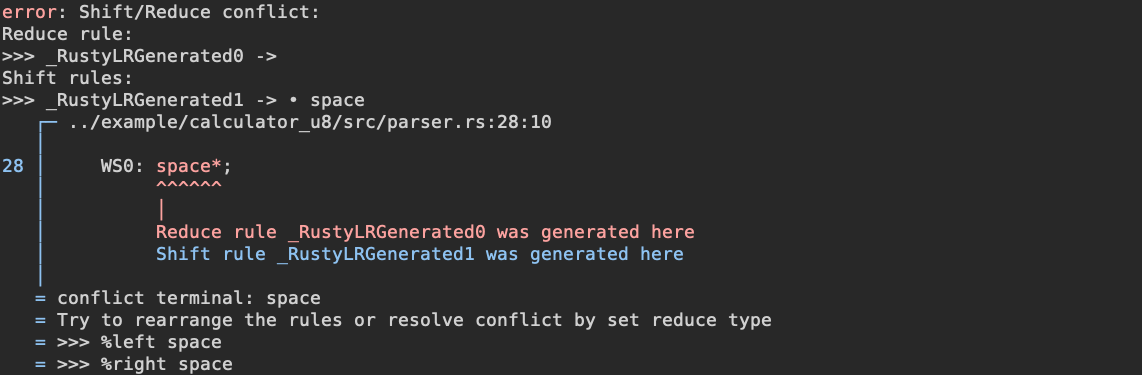 error: Shift/Reduce conflict:
Reduce rule:
>>> _RustyLRGenerated0 ->
Shift rules:
>>> _RustyLRGenerated1 -> • space
../example/calculator_u8/src/parser.rs:28:10
28 WS0: space*;
^^^^^^
|
Reduce rule _RustyLRGenerated0 was generated here
Shift rule _RustyLRGenerated1 was generated here
= conflict terminal: space
= Try to rearrange the rules or resolve conflict by set reduce type
= >>> %left space
= >>> %right space